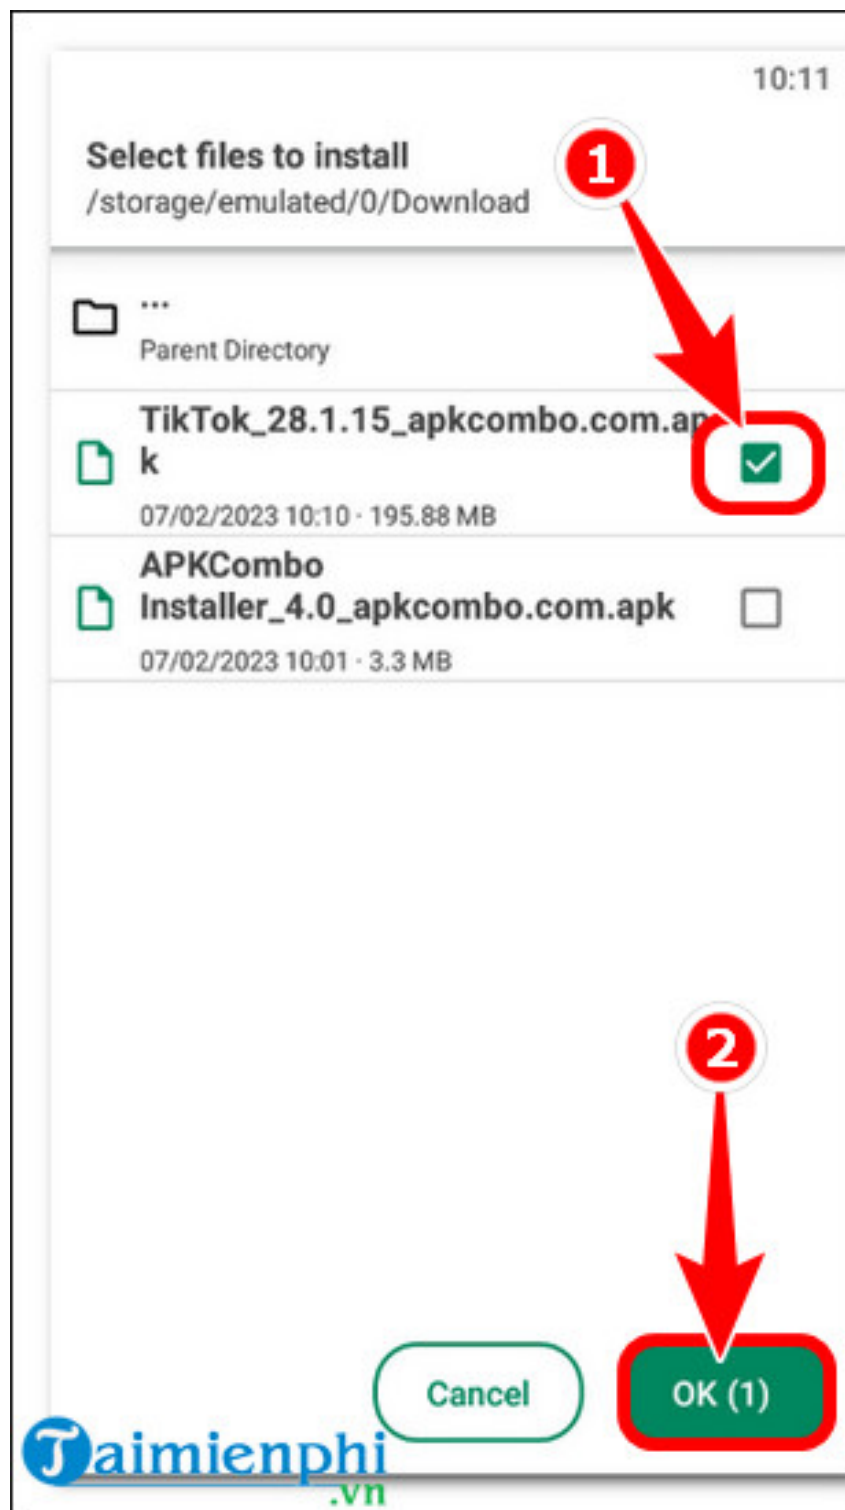 10:11
Select files to install
1
/storage/emulated/0/Download
...
Parent Directory
TikTok_28.1.15_apkcombo.com.ap
k
07/02/2023 10:10 · 195.88 MB
APKCombo
Installer_4.0_apkcombo.com.apk
07/02/2023 10:01 · 3.3 MB
2
Cancel
OK (1)
Taimienphi
.vn